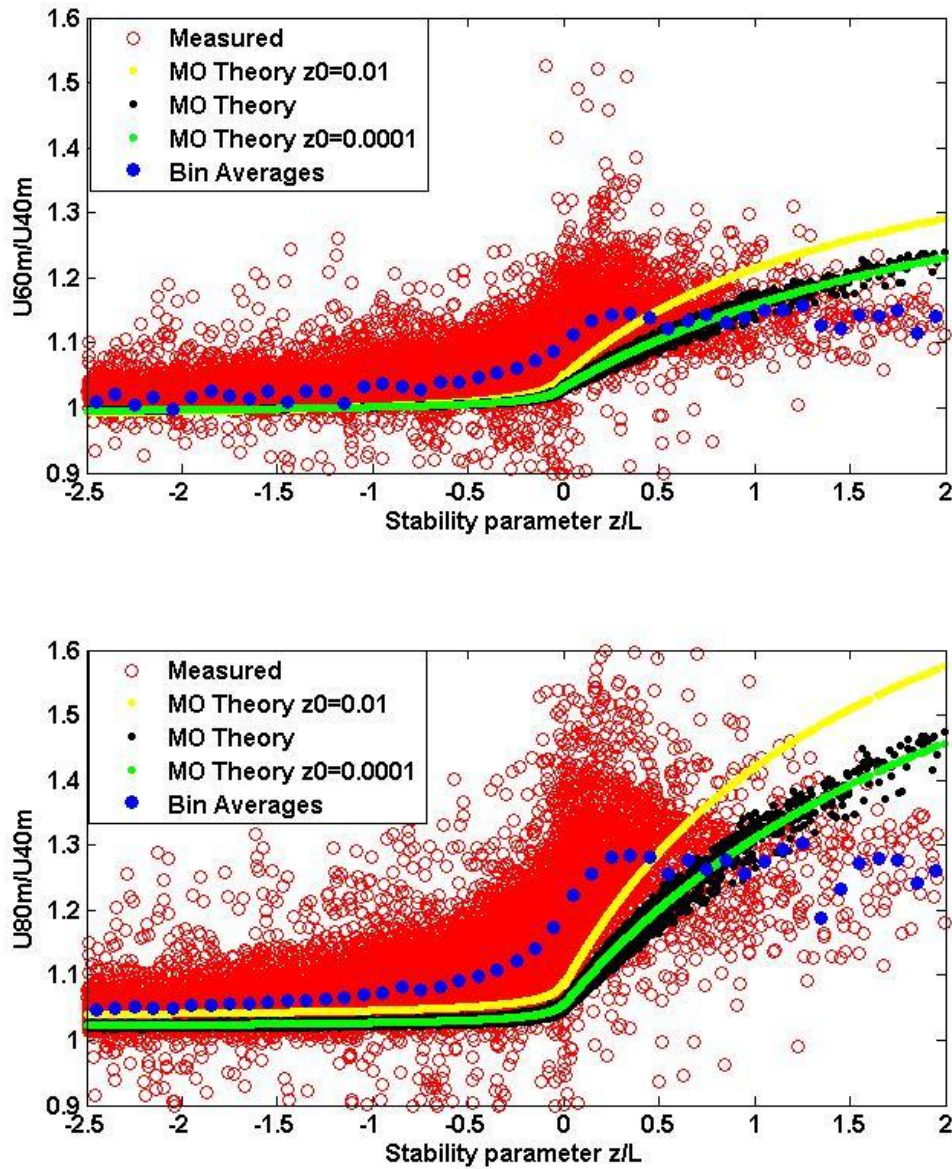 1.6
1.5
1.4
1.3
1.2
1.1
1
0.9
U60m/U40m
Measured
MO Theory z0=0.01
MO Theory
MO Theory z0=0.0001
Bin Averages
-2.5 -2 -1.5 -1 -0.5 0 0.5 1 1.5 2
Stability parameter z/L
1.6
1.5
1.4
1.3
1.2
1.1
1
0.9
U80m/U40m
Measured
MO Theory z0=0.01
MO Theory
MO Theory z0=0.0001
Bin Averages
-2.5 -2 -1.5 -1 -0.5 0 0.5 1 1.5 2
Stability parameter z/L